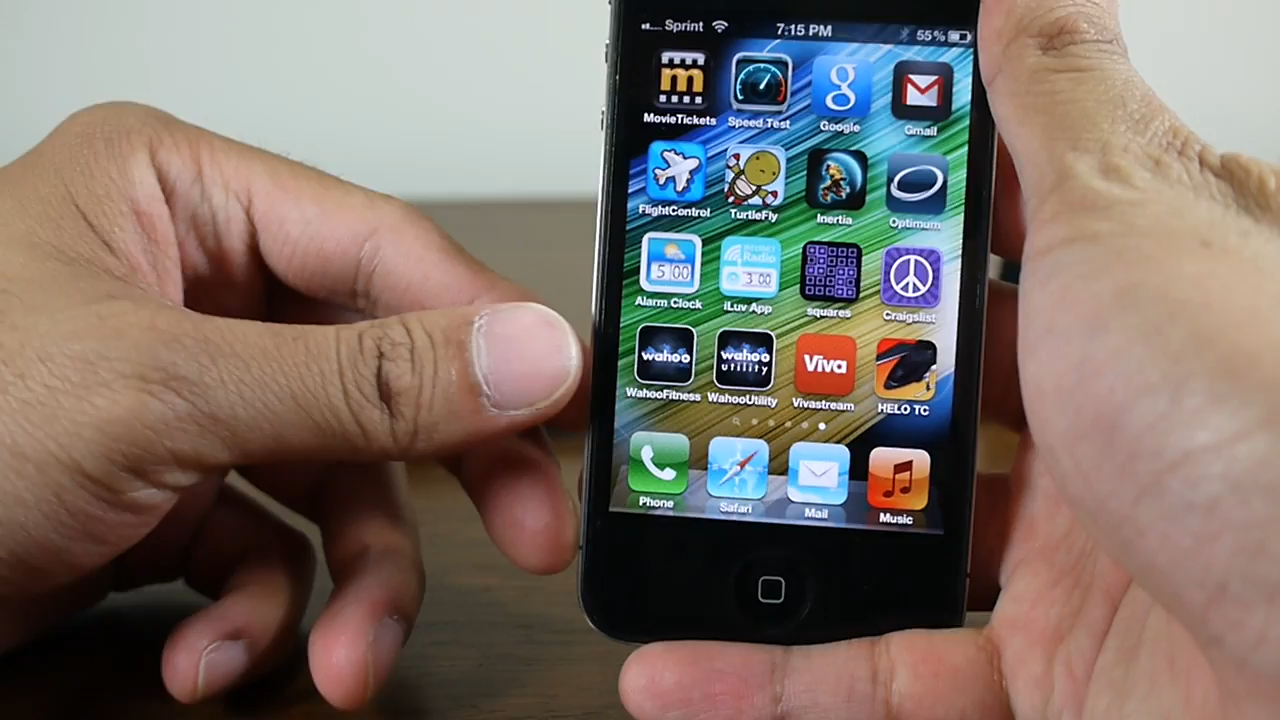 Sprint 7:15 PM 55%
m g
MovieTickets Speed Test Google Gmail
FlightControl TurtleFly Inertia Optimum
5 00 Radio 3 00
Alarm Clock iLuv App squares Craigslist
wahoo wahoo utility Viva
WahooFitness WahooUtility Vivastream HELO TC
Phone Safari Mail Music